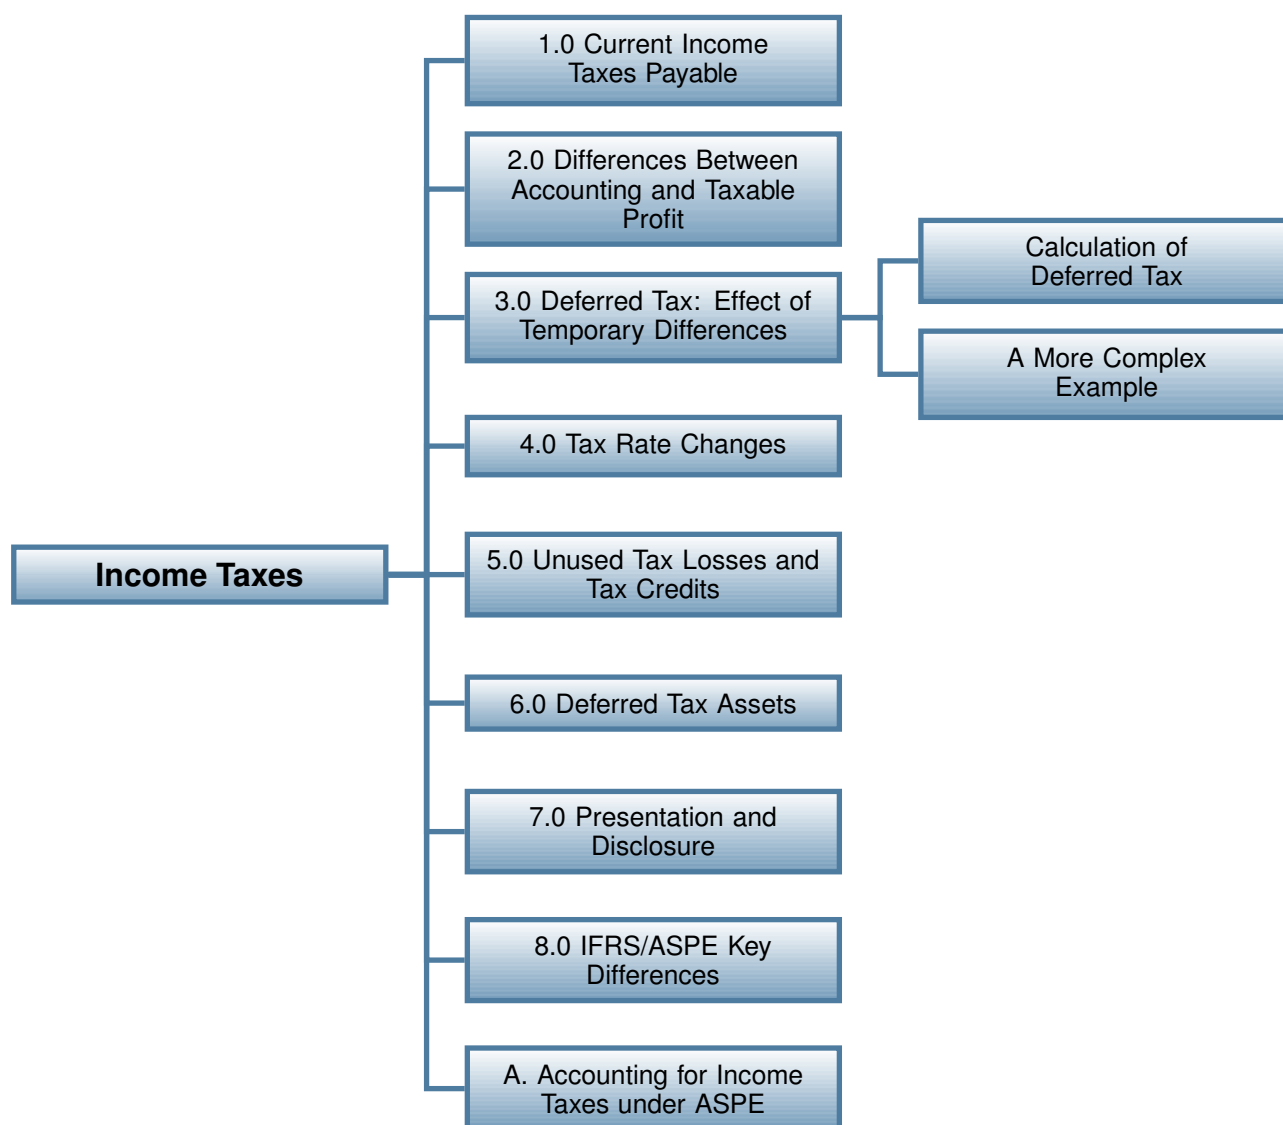 1.0 Current Income
Taxes Payable
2.0 Differences Between
Accounting and Taxable
Profit
3.0 Deferred Tax: Effect of
Temporary Differences
Calculation of
Deferred Tax
A More Complex
Example
4.0 Tax Rate Changes
Income Taxes
5.0 Unused Tax Losses and
Tax Credits
6.0 Deferred Tax Assets
7.0 Presentation and
Disclosure
8.0 IFRS/ASPE Key
Differences
A. Accounting for Income
Taxes under ASPE